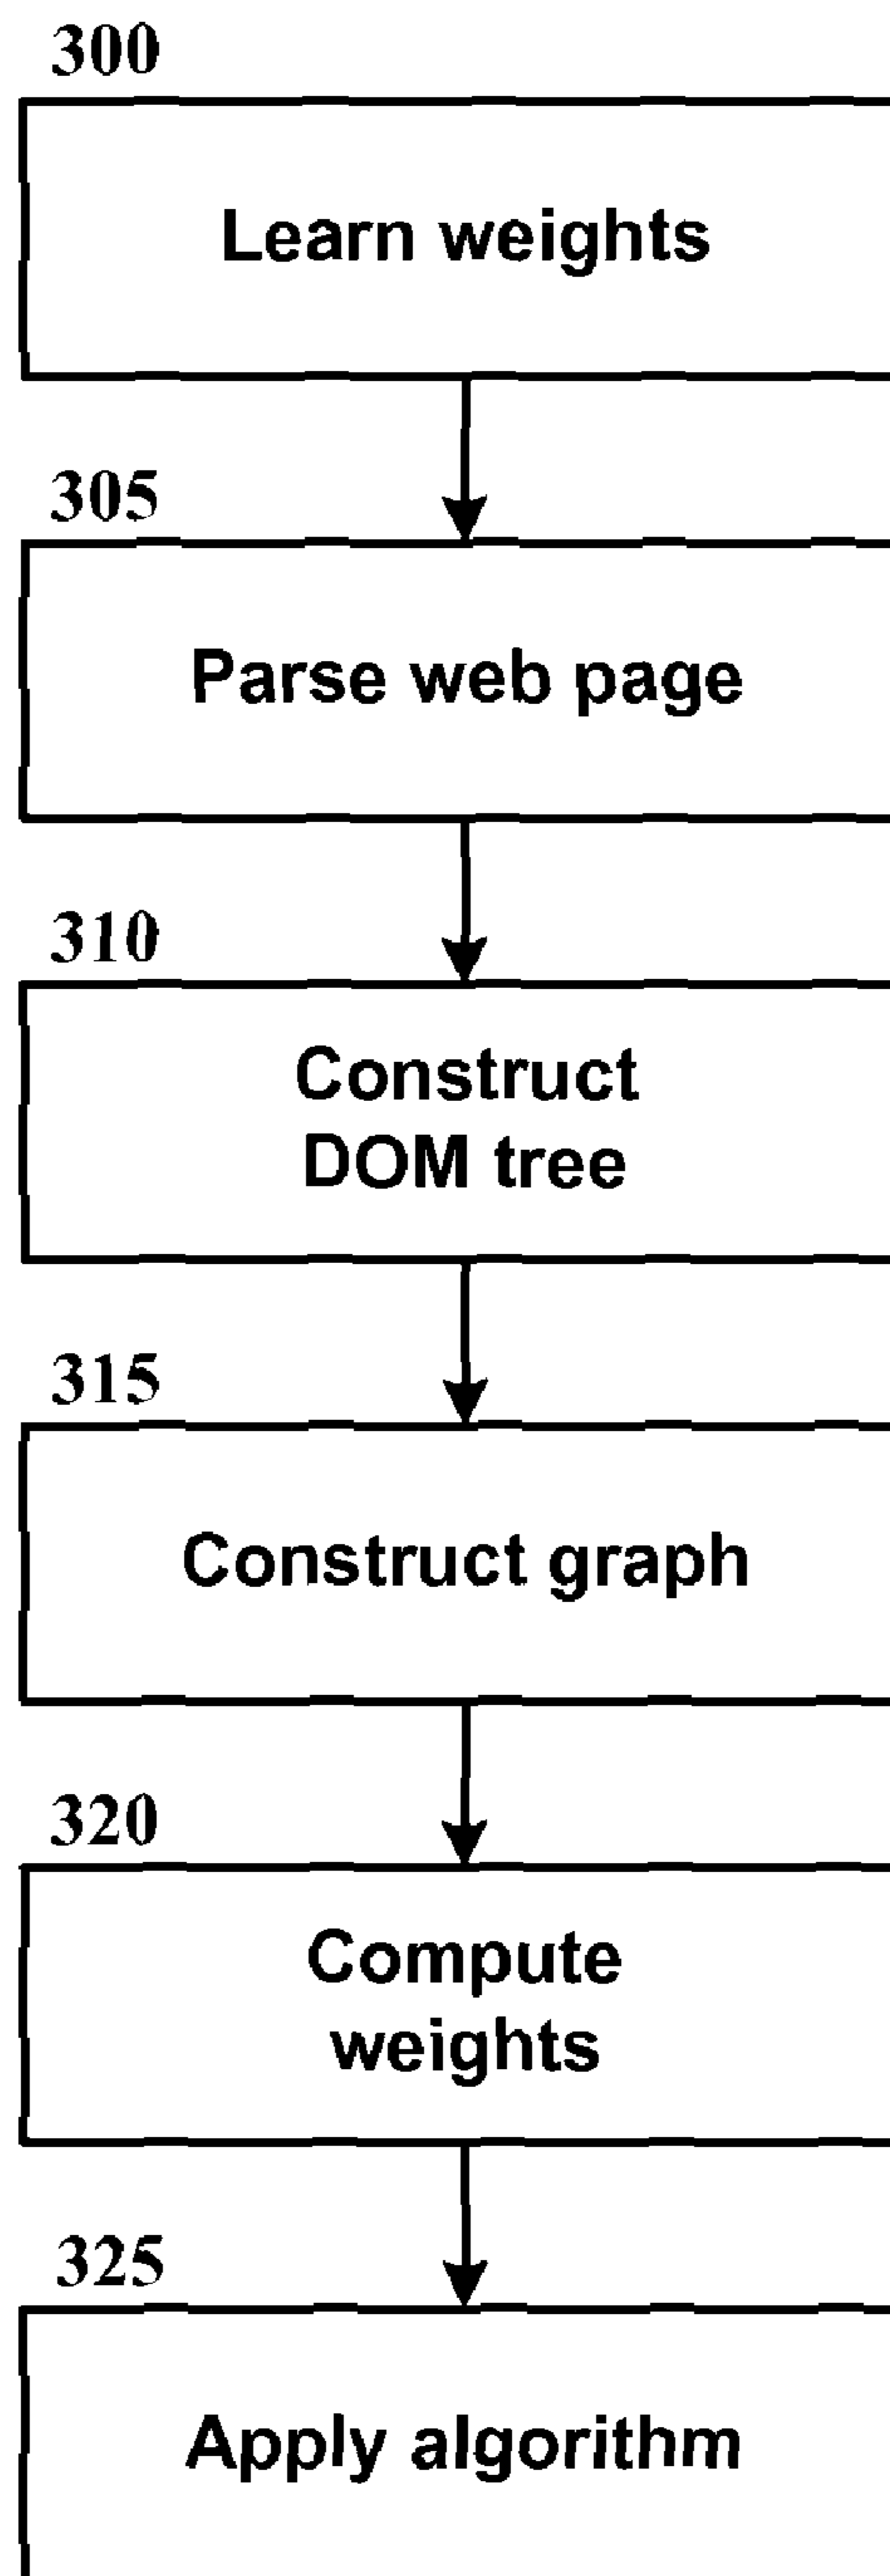 300
Learn weights
305
Parse web page
310
Construct
DOM tree
315
Construct graph
320
Compute
weights
325
Apply algorithm